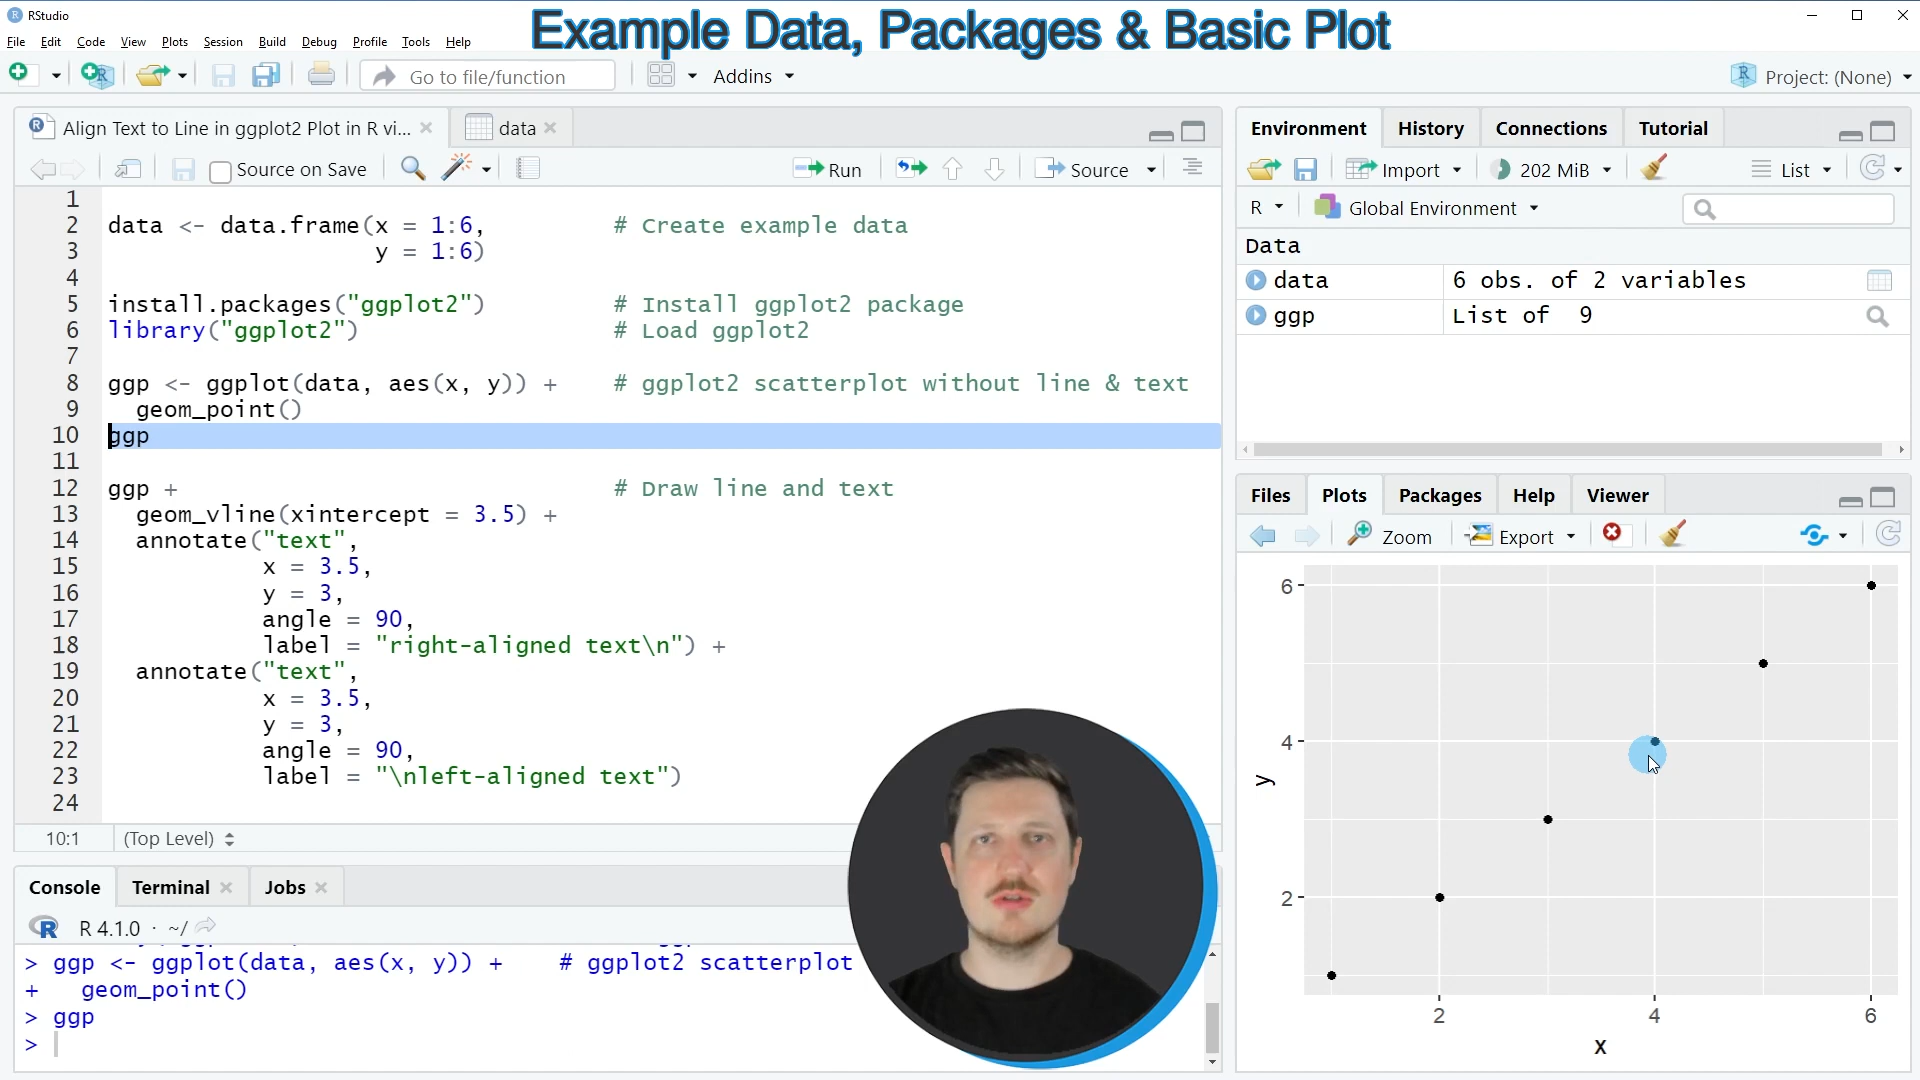 RStudio
Example Data, Packages & Basic Plot
File Edit Code View Plots Session Build Debug Profile Tools Help
Go to file/function
Addins
Project: (None)
Align Text to Line in ggplot2 Plot in R vi...
data
Source on Save
Run
Source
1
2 data <- data.frame(x = 1:6, # Create example data
3 y = 1:6)
4
5 install.packages("ggplot2") # Install ggplot2 package
6 library("ggplot2") # Load ggplot2
7
8 ggp <- ggplot(data, aes(x, y)) + # ggplot2 scatterplot without line & text
9 geom_point()
10 ggp
11
12 ggp + # Draw line and text
13 geom_vline(xintercept = 3.5) +
14 annotate("text",
15 x = 3.5,
16 y = 3,
17 angle = 90,
18 label = "right-aligned text\n") +
19 annotate("text",
20 x = 3.5,
21 y = 3,
22 angle = 90,
23 label = "\nleft-aligned text")
24
10:1 (Top Level)
Console Terminal Jobs
R 4.1.0 · ~/
> ggp <- ggplot(data, aes(x, y)) + # ggplot2 scatterplot
+ geom_point()
> ggp
>
Environment History Connections Tutorial
Import 202 MiB List
R Global Environment
Data
data 6 obs. of 2 variables
ggp List of 9
Files Plots Packages Help Viewer
Zoom Export
6
4
y
2
2 4 6
x